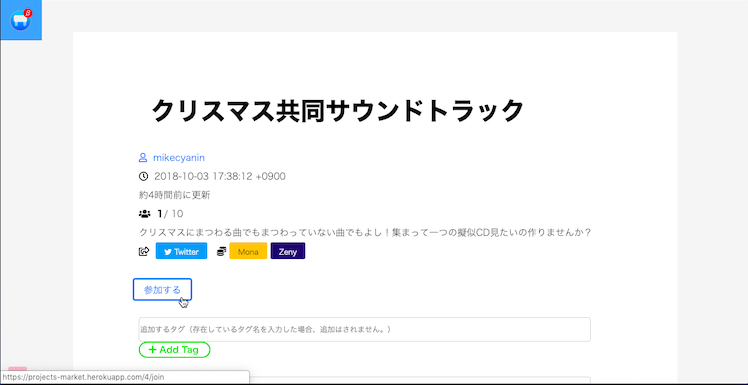 8
クリスマス共同サウンドトラック
mikecyanin
2018-10-03 17:38:12 +0900
約4時間前に更新
1 / 10
クリスマスにまつわる曲でもまつわっていない曲でもよし！集まって一つの擬似CD見たいの作りませんか？
Twitter Mona Zeny
参加する
追加するタグ（存在しているタグ名を入力した場合、追加はされません。）
+ Add Tag
https://projects-market.herokuapp.com/4/join